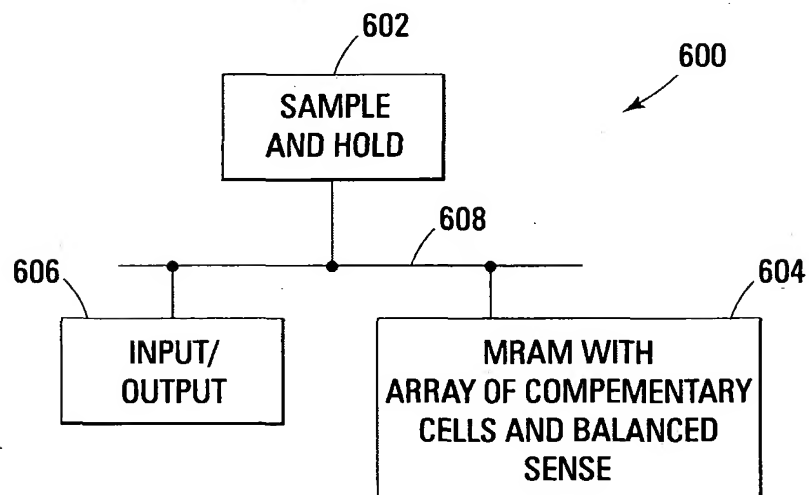 602
600
SAMPLE
AND HOLD
608
606
604
INPUT/
OUTPUT
MRAM WITH
ARRAY OF COMPEMENTARY
CELLS AND BALANCED
SENSE